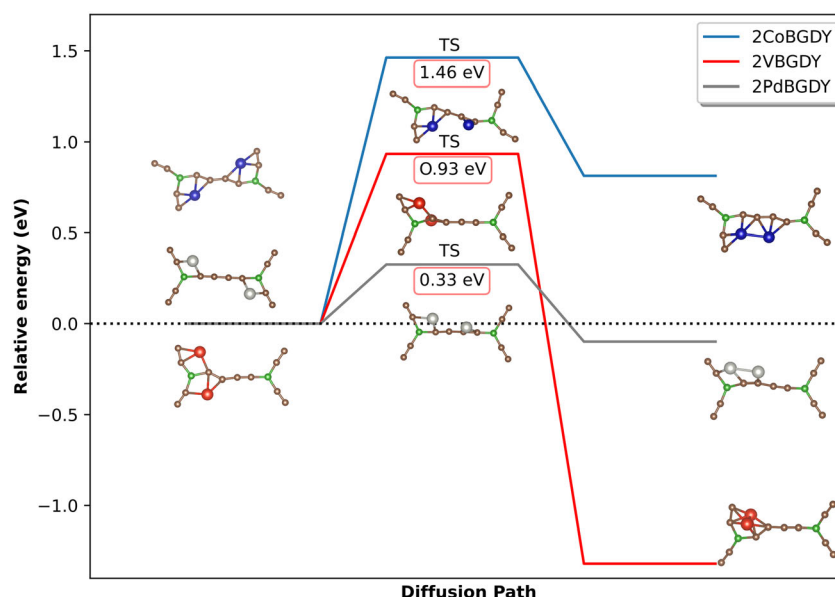 Relative energy (eV)
1.5
1.0
0.5
0.0
−0.5
−1.0
TS
1.46 eV
TS
O.93 eV
TS
0.33 eV
2CoBGDY
2VBGDY
2PdBGDY
Diffusion Path